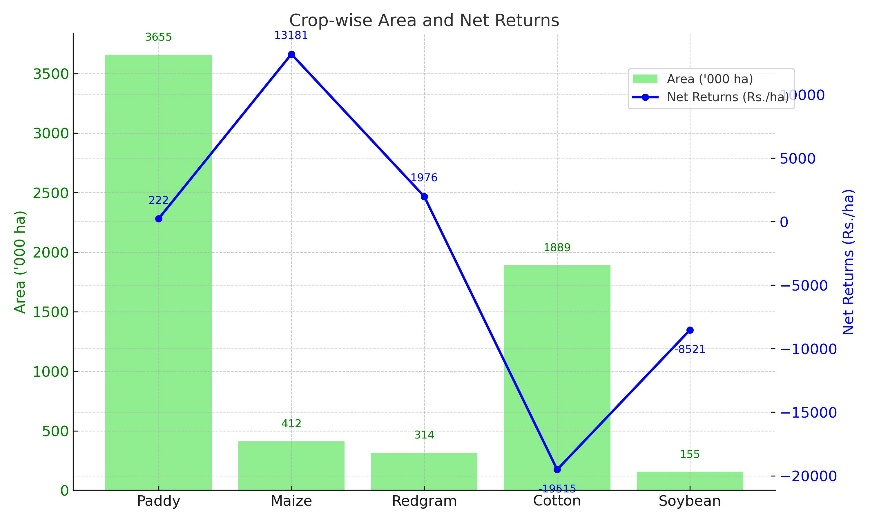 Crop-wise Area and Net Returns
Area ('000 ha)
Net Returns (Rs./ha)
3655
13181
222
1976
1889
412
314
-19515
-8521
155
3500
3000
2500
2000
1500
1000
500
0
Area ('000 ha)
10000
5000
0
−5000
−10000
−15000
−20000
Net Returns (Rs./ha)
Paddy
Maize
Redgram
Cotton
Soybean